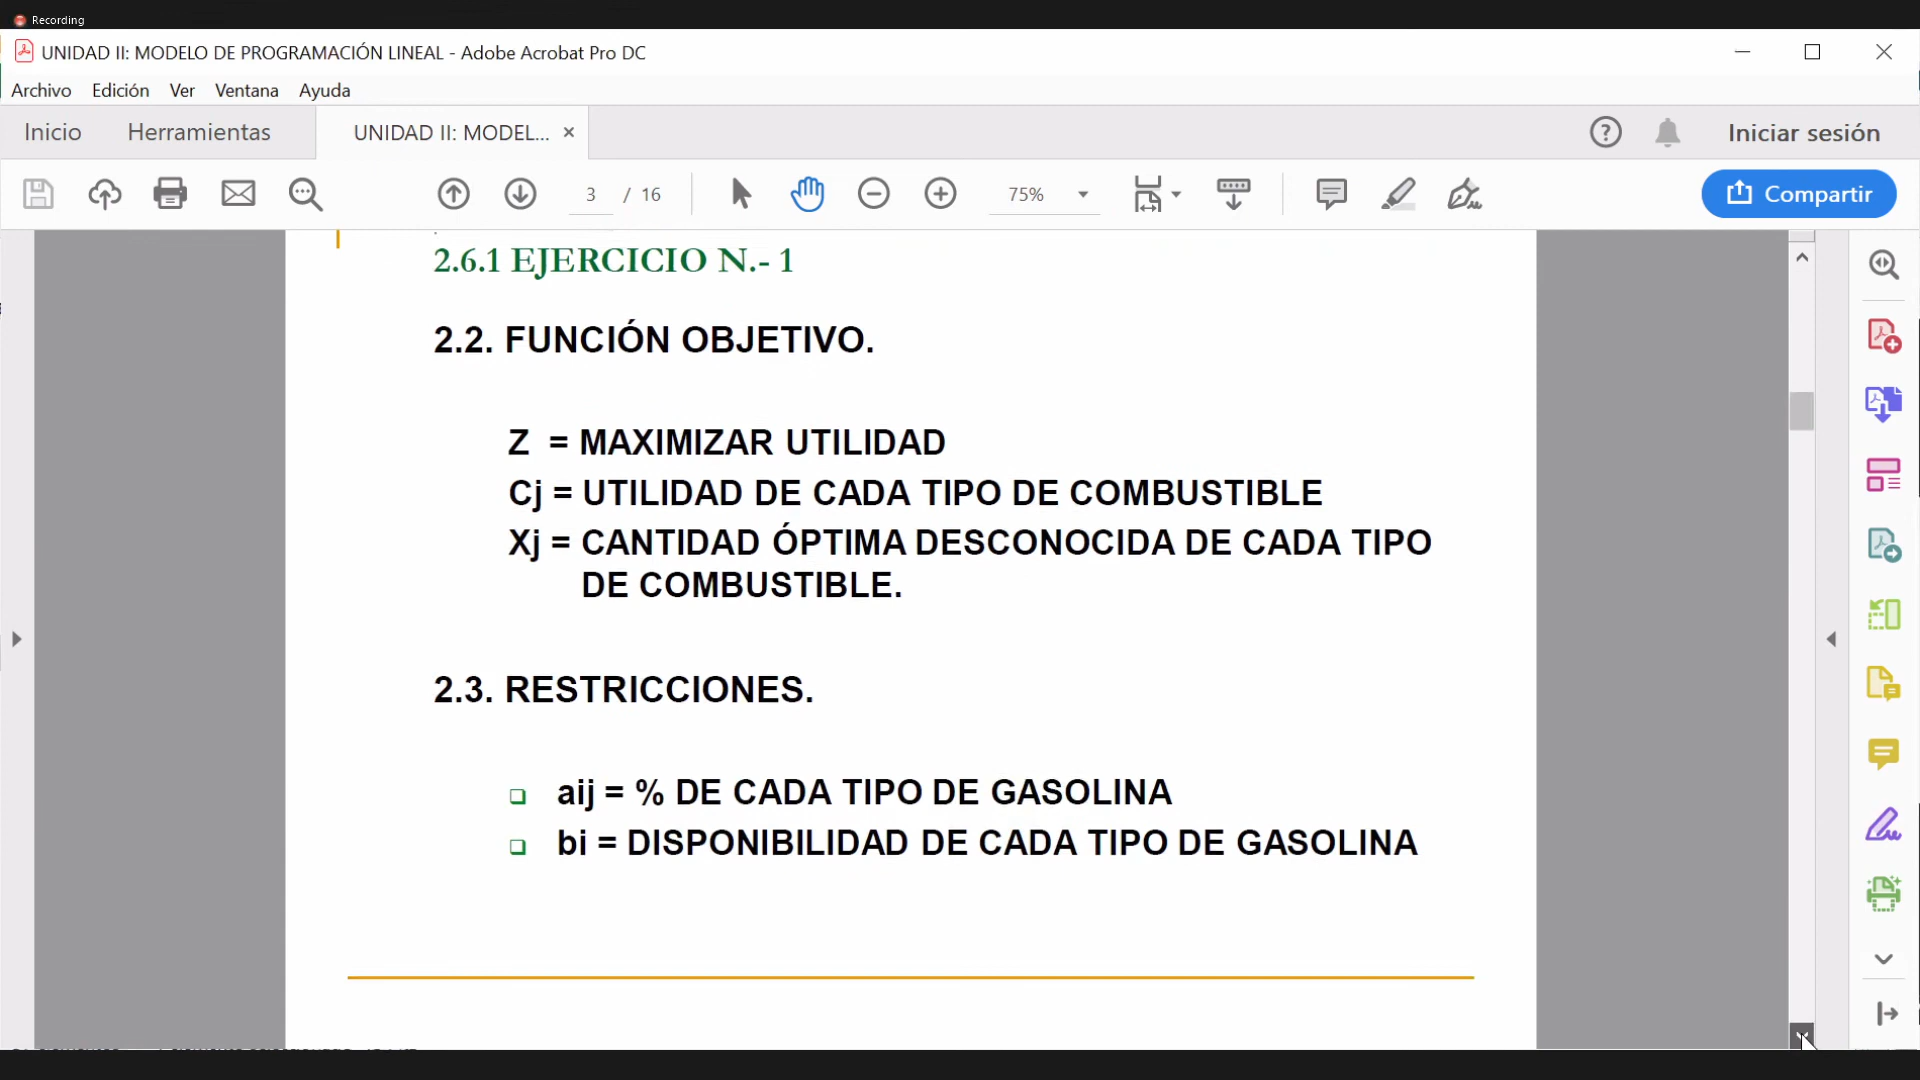 Recording
UNIDAD II: MODELO DE PROGRAMACIÓN LINEAL - Adobe Acrobat Pro DC
Archivo Edición Ver Ventana Ayuda
Inicio Herramientas UNIDAD II: MODEL... × Iniciar sesión
3 / 16 75% Compartir
2.6.1 EJERCICIO N.- 1
2.2. FUNCIÓN OBJETIVO.
Z = MAXIMIZAR UTILIDAD
Cj = UTILIDAD DE CADA TIPO DE COMBUSTIBLE
Xj = CANTIDAD ÓPTIMA DESCONOCIDA DE CADA TIPO
DE COMBUSTIBLE.
2.3. RESTRICCIONES.
aij = % DE CADA TIPO DE GASOLINA
bi = DISPONIBILIDAD DE CADA TIPO DE GASOLINA